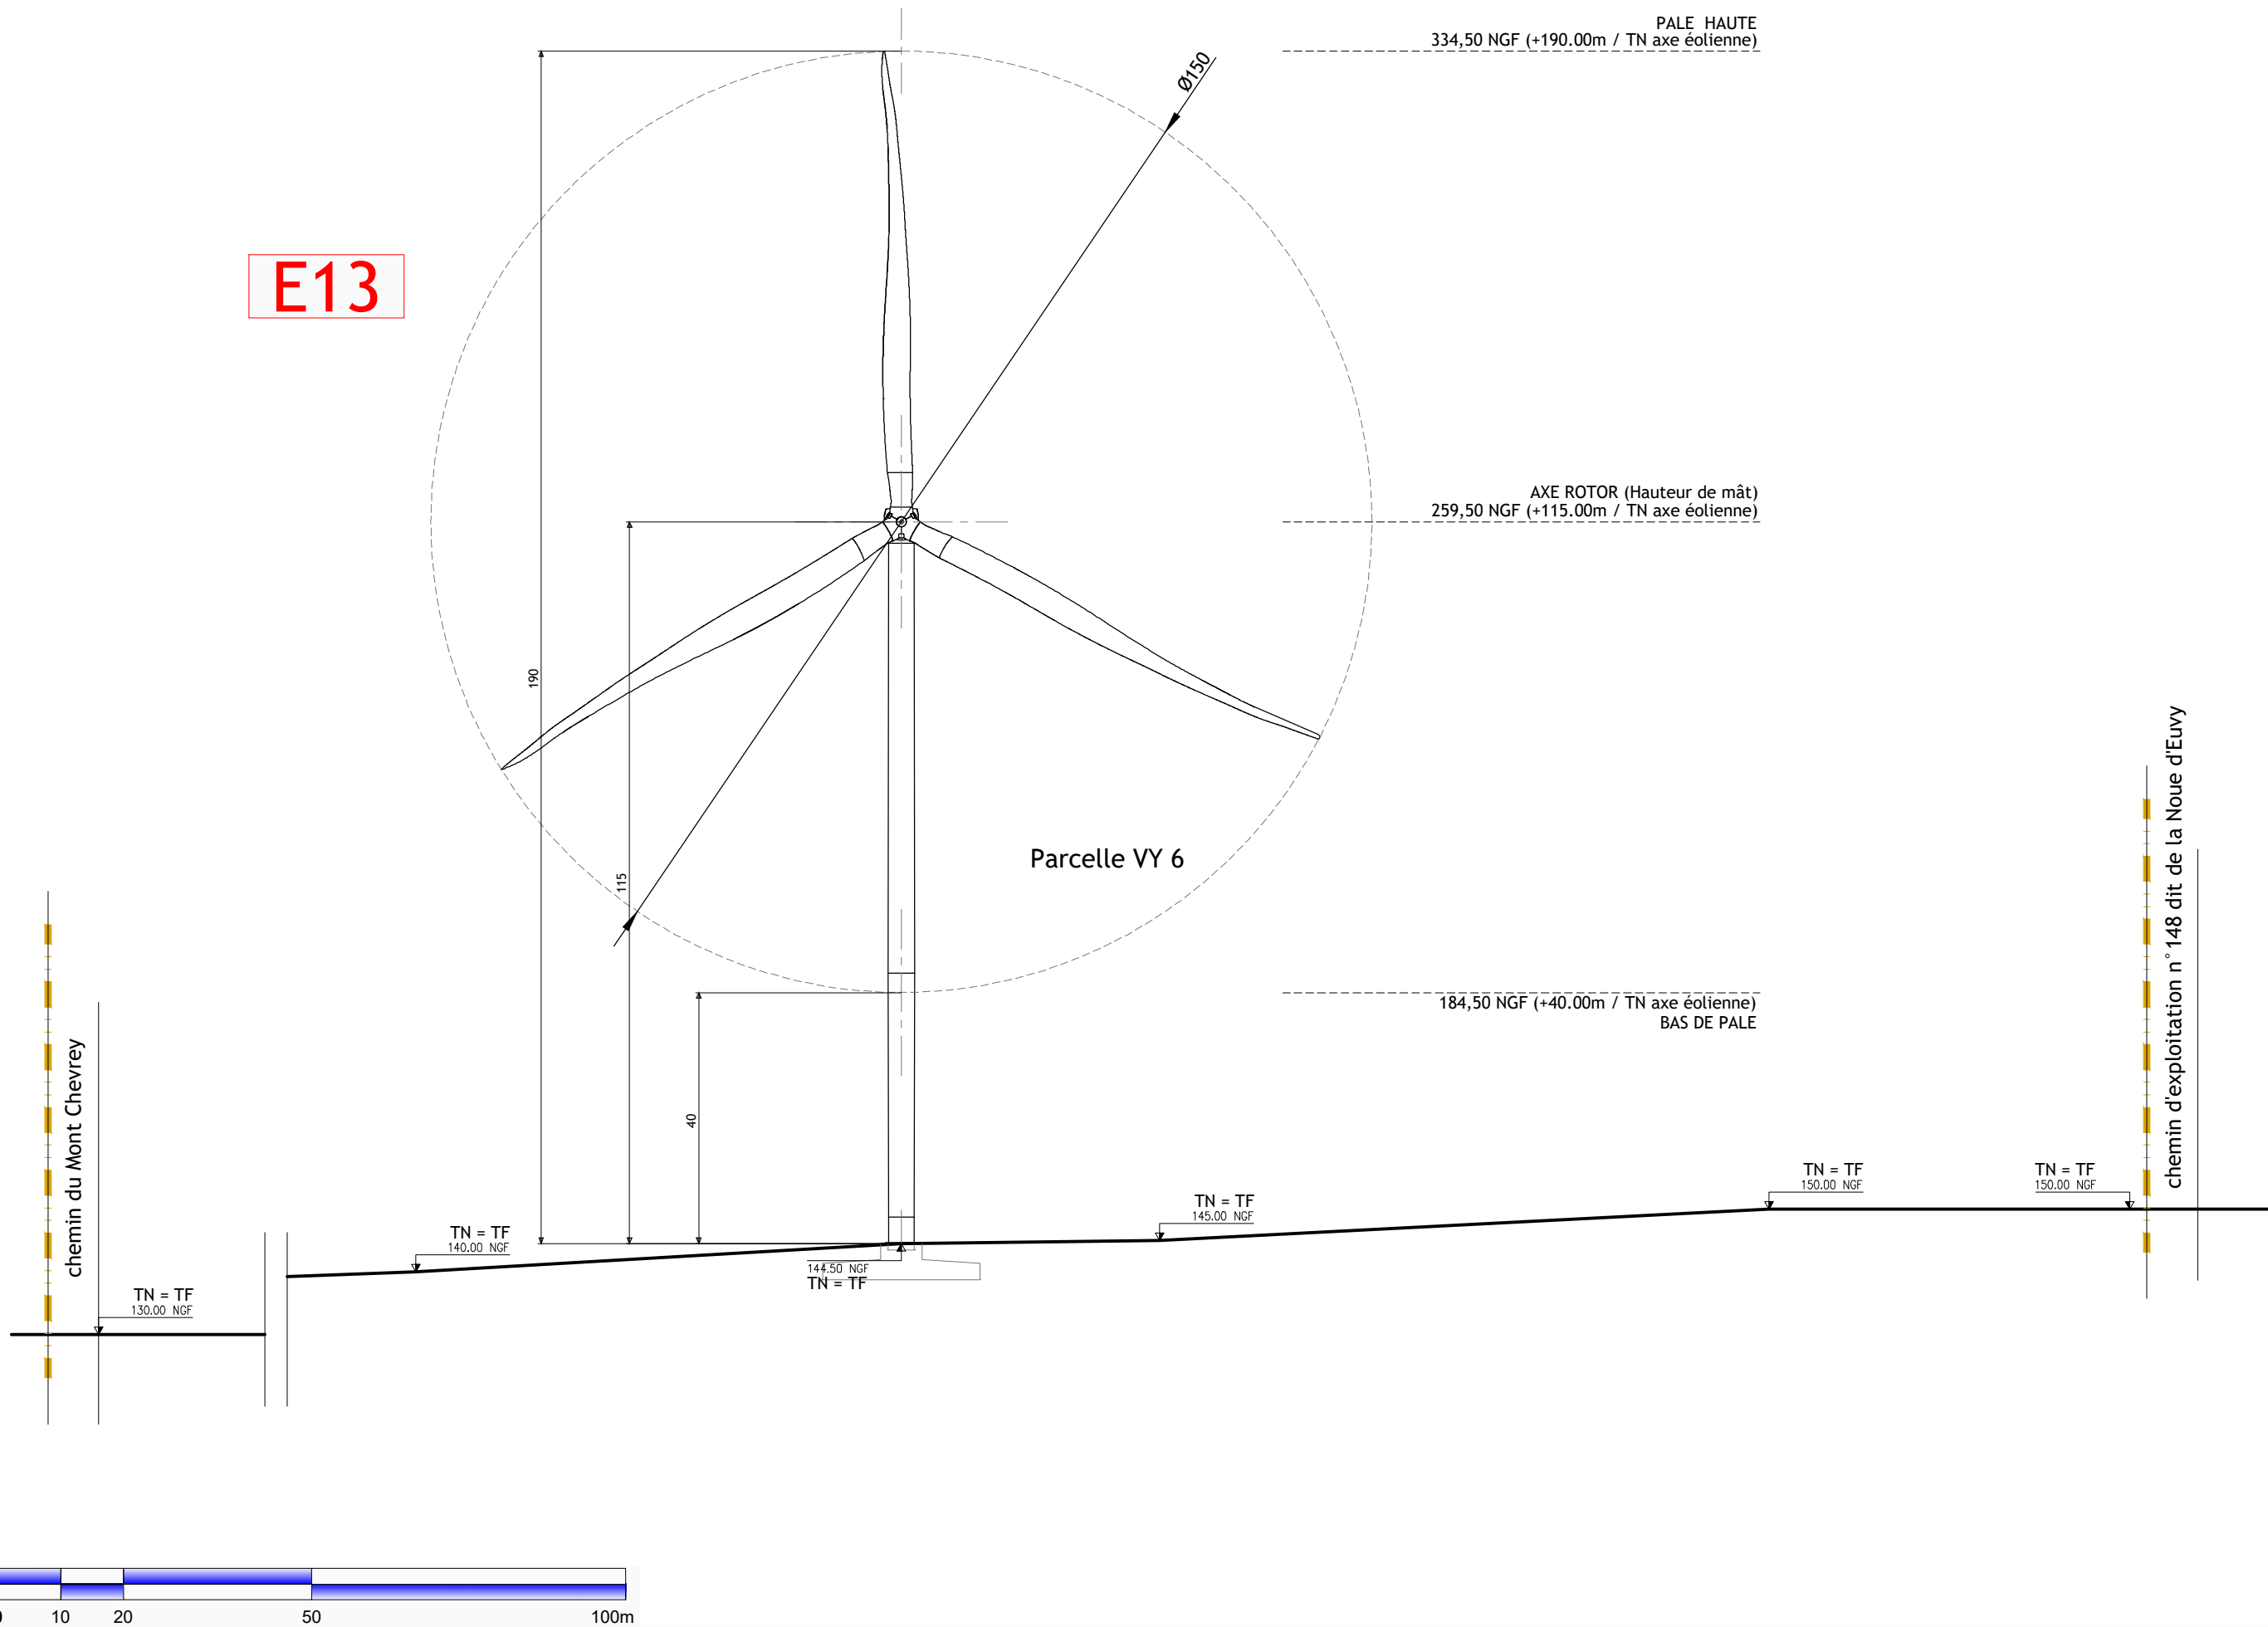 PALE HAUTE
334,50 NGF (+190.00m / TN axe éolienne)
Ø150
E13
AXE ROTOR (Hauteur de mât)
259,50 NGF (+115.00m / TN axe éolienne)
190
115
Parcelle VY 6
184,50 NGF (+40.00m / TN axe éolienne)
BAS DE PALE
40
chemin du Mont Chevrey
chemin d'exploitation n° 148 dit de la Noue d'Euvy
TN = TF
150.00 NGF
TN = TF
150.00 NGF
TN = TF
145.00 NGF
TN = TF
140.00 NGF
144.50 NGF
TN = TF
TN = TF
130.00 NGF
0 10 20 50 100m